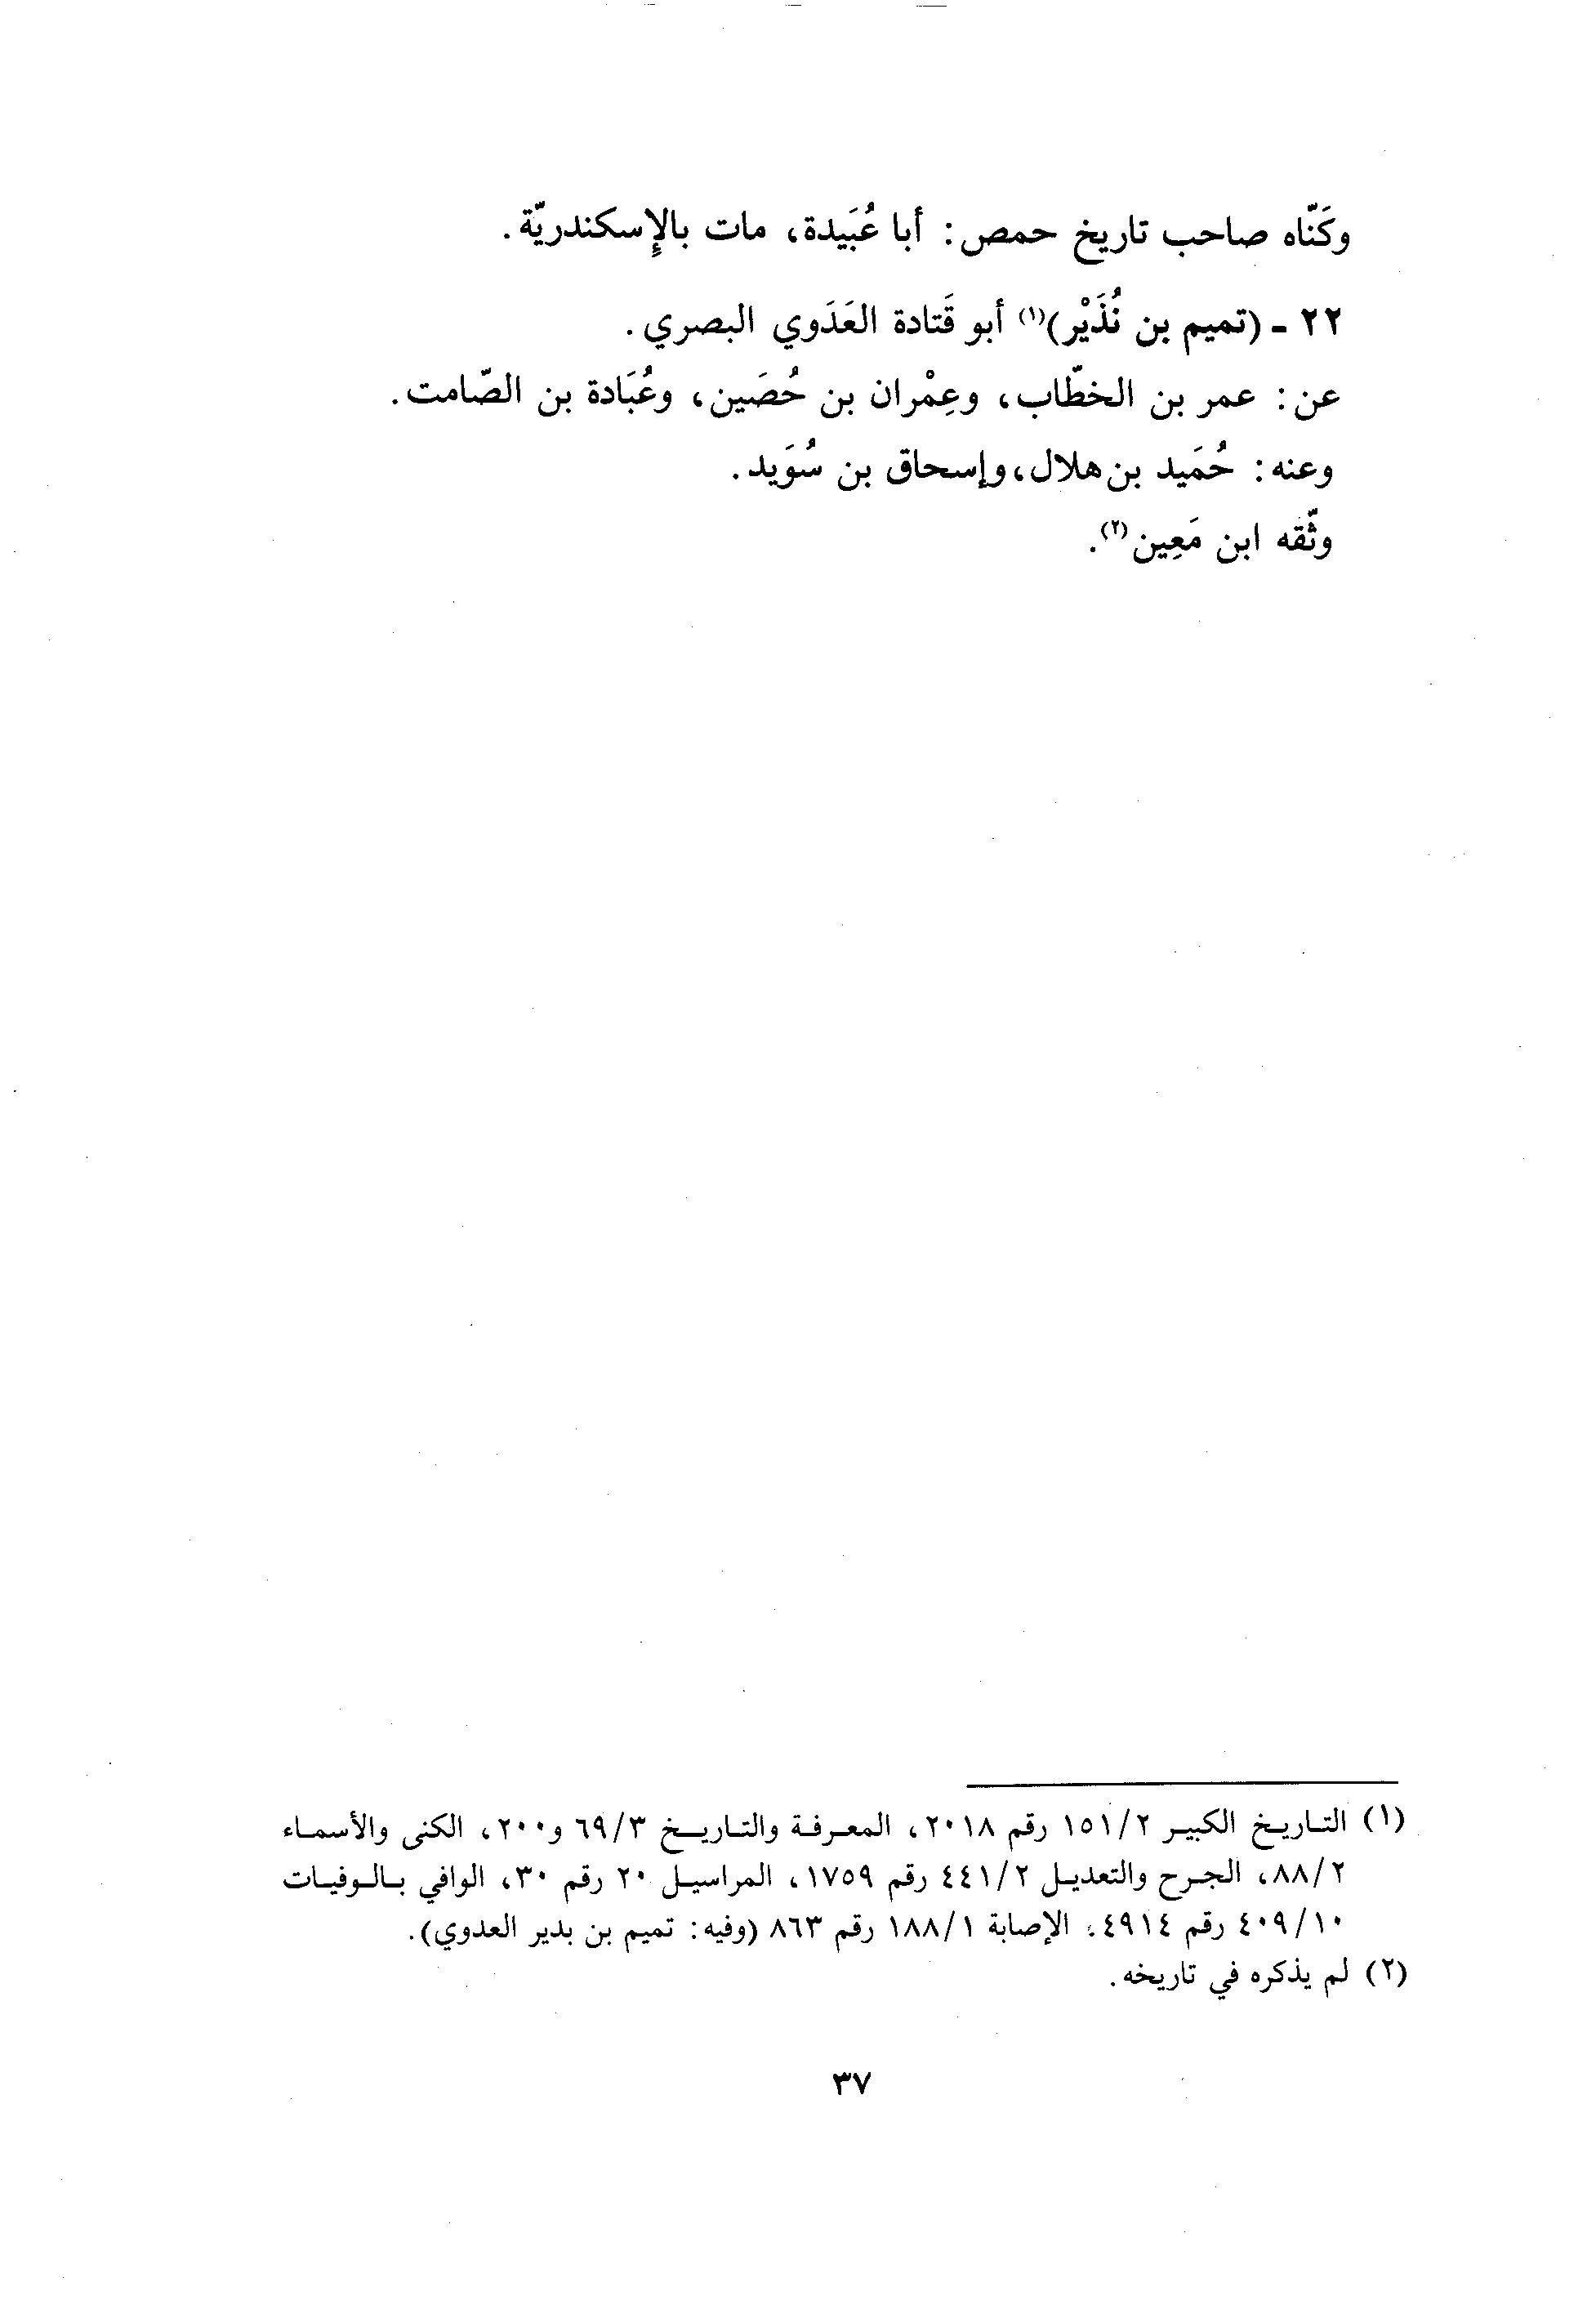 وكَنّاه صاحب تاريخ حمص: أبا عُبَيدة، مات بالإِسكندريّة.
٢٢ - (تميم بن نُذَيْر)(١) أبو قَتادة العَدَوي البصري.
عن: عمر بن الخطّاب، وعِمْران بن حُصَين، وعُبَادة بن الصّامت.
وعنه: حُمَيد بن هلال، وإسحاق بن سُوَيد.
وثّقه ابن مَعِين(٢).
(١) التاريخ الكبير ٢/١٥١ رقم ٢٠١٨، المعرفة والتاريخ ٣/٦٩ و٢٠٠، الكنى والأسماء
٢/٨٨، الجرح والتعديل ٢/٤٤١ رقم ١٧٥٩، المراسيل ٢٠ رقم ٣٠، الوافي بالوفيات
١٠/٤٠٩ رقم ٤٩١٤، الإصابة ١/١٨٨ رقم ٨٦٣ (وفيه: تميم بن بدير العدوي).
(٢) لم يذكره في تاريخه.
٣٧